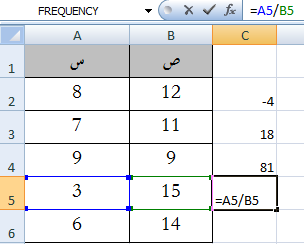 FREQUENCY fx =A5/B5
A B C
1 س ص
2 8 12 -4
3 7 11 18
4 9 9 81
5 3 15 =A5/B5
6 6 14